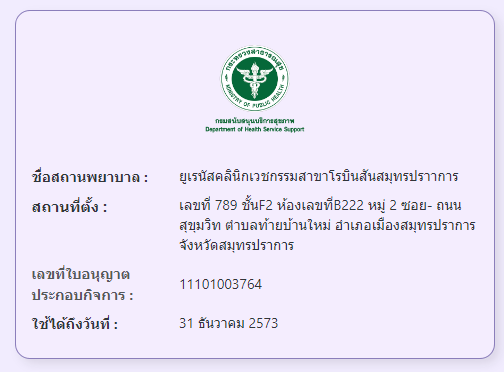 กระทรวงสาธารณสุข
MINISTRY OF PUBLIC HEALTH
กรมสนับสนุนบริการสุขภาพ
Department of Health Service Support
ชื่อสถานพยาบาล : ยูเรนัสคลินิกเวชกรรมสาขาโรบินสันสมุทรปราาการ
สถานที่ตั้ง : เลขที่ 789 ชั้นF2 ห้องเลขที่B222 หมู่ 2 ซอย- ถนน
สุขุมวิท ตำบลท้ายบ้านใหม่ อำเภอเมืองสมุทรปราการ
จังหวัดสมุทรปราการ
เลขที่ใบอนุญาต
ประกอบกิจการ : 11101003764
ใช้ได้ถึงวันที่ : 31 ธันวาคม 2573